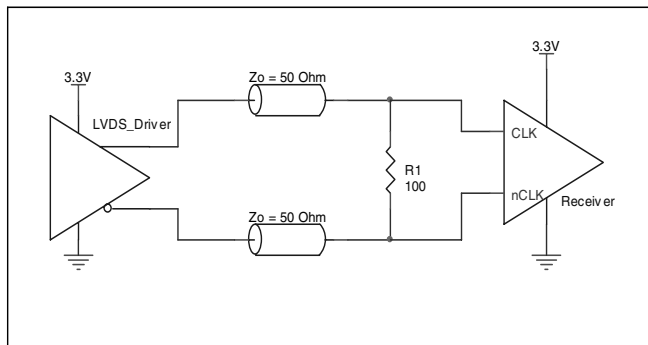 3.3V
LVDS_Driver
Zo = 50 Ohm
Zo = 50 Ohm
R1
100
3.3V
CLK
nCLK
Receiver